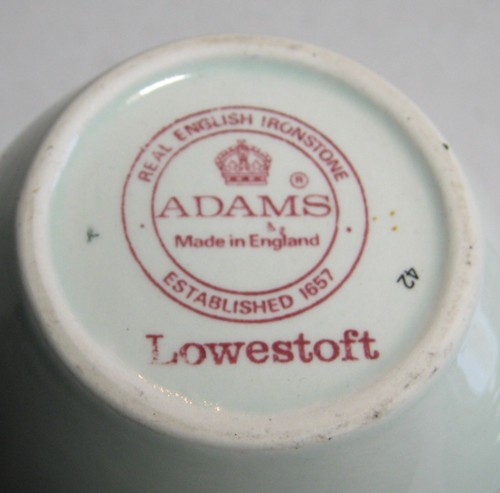 REAL ENGLISH IRONSTONE
®
ADAMS
Made in England
ESTABLISHED 1657
Lowestoft
42